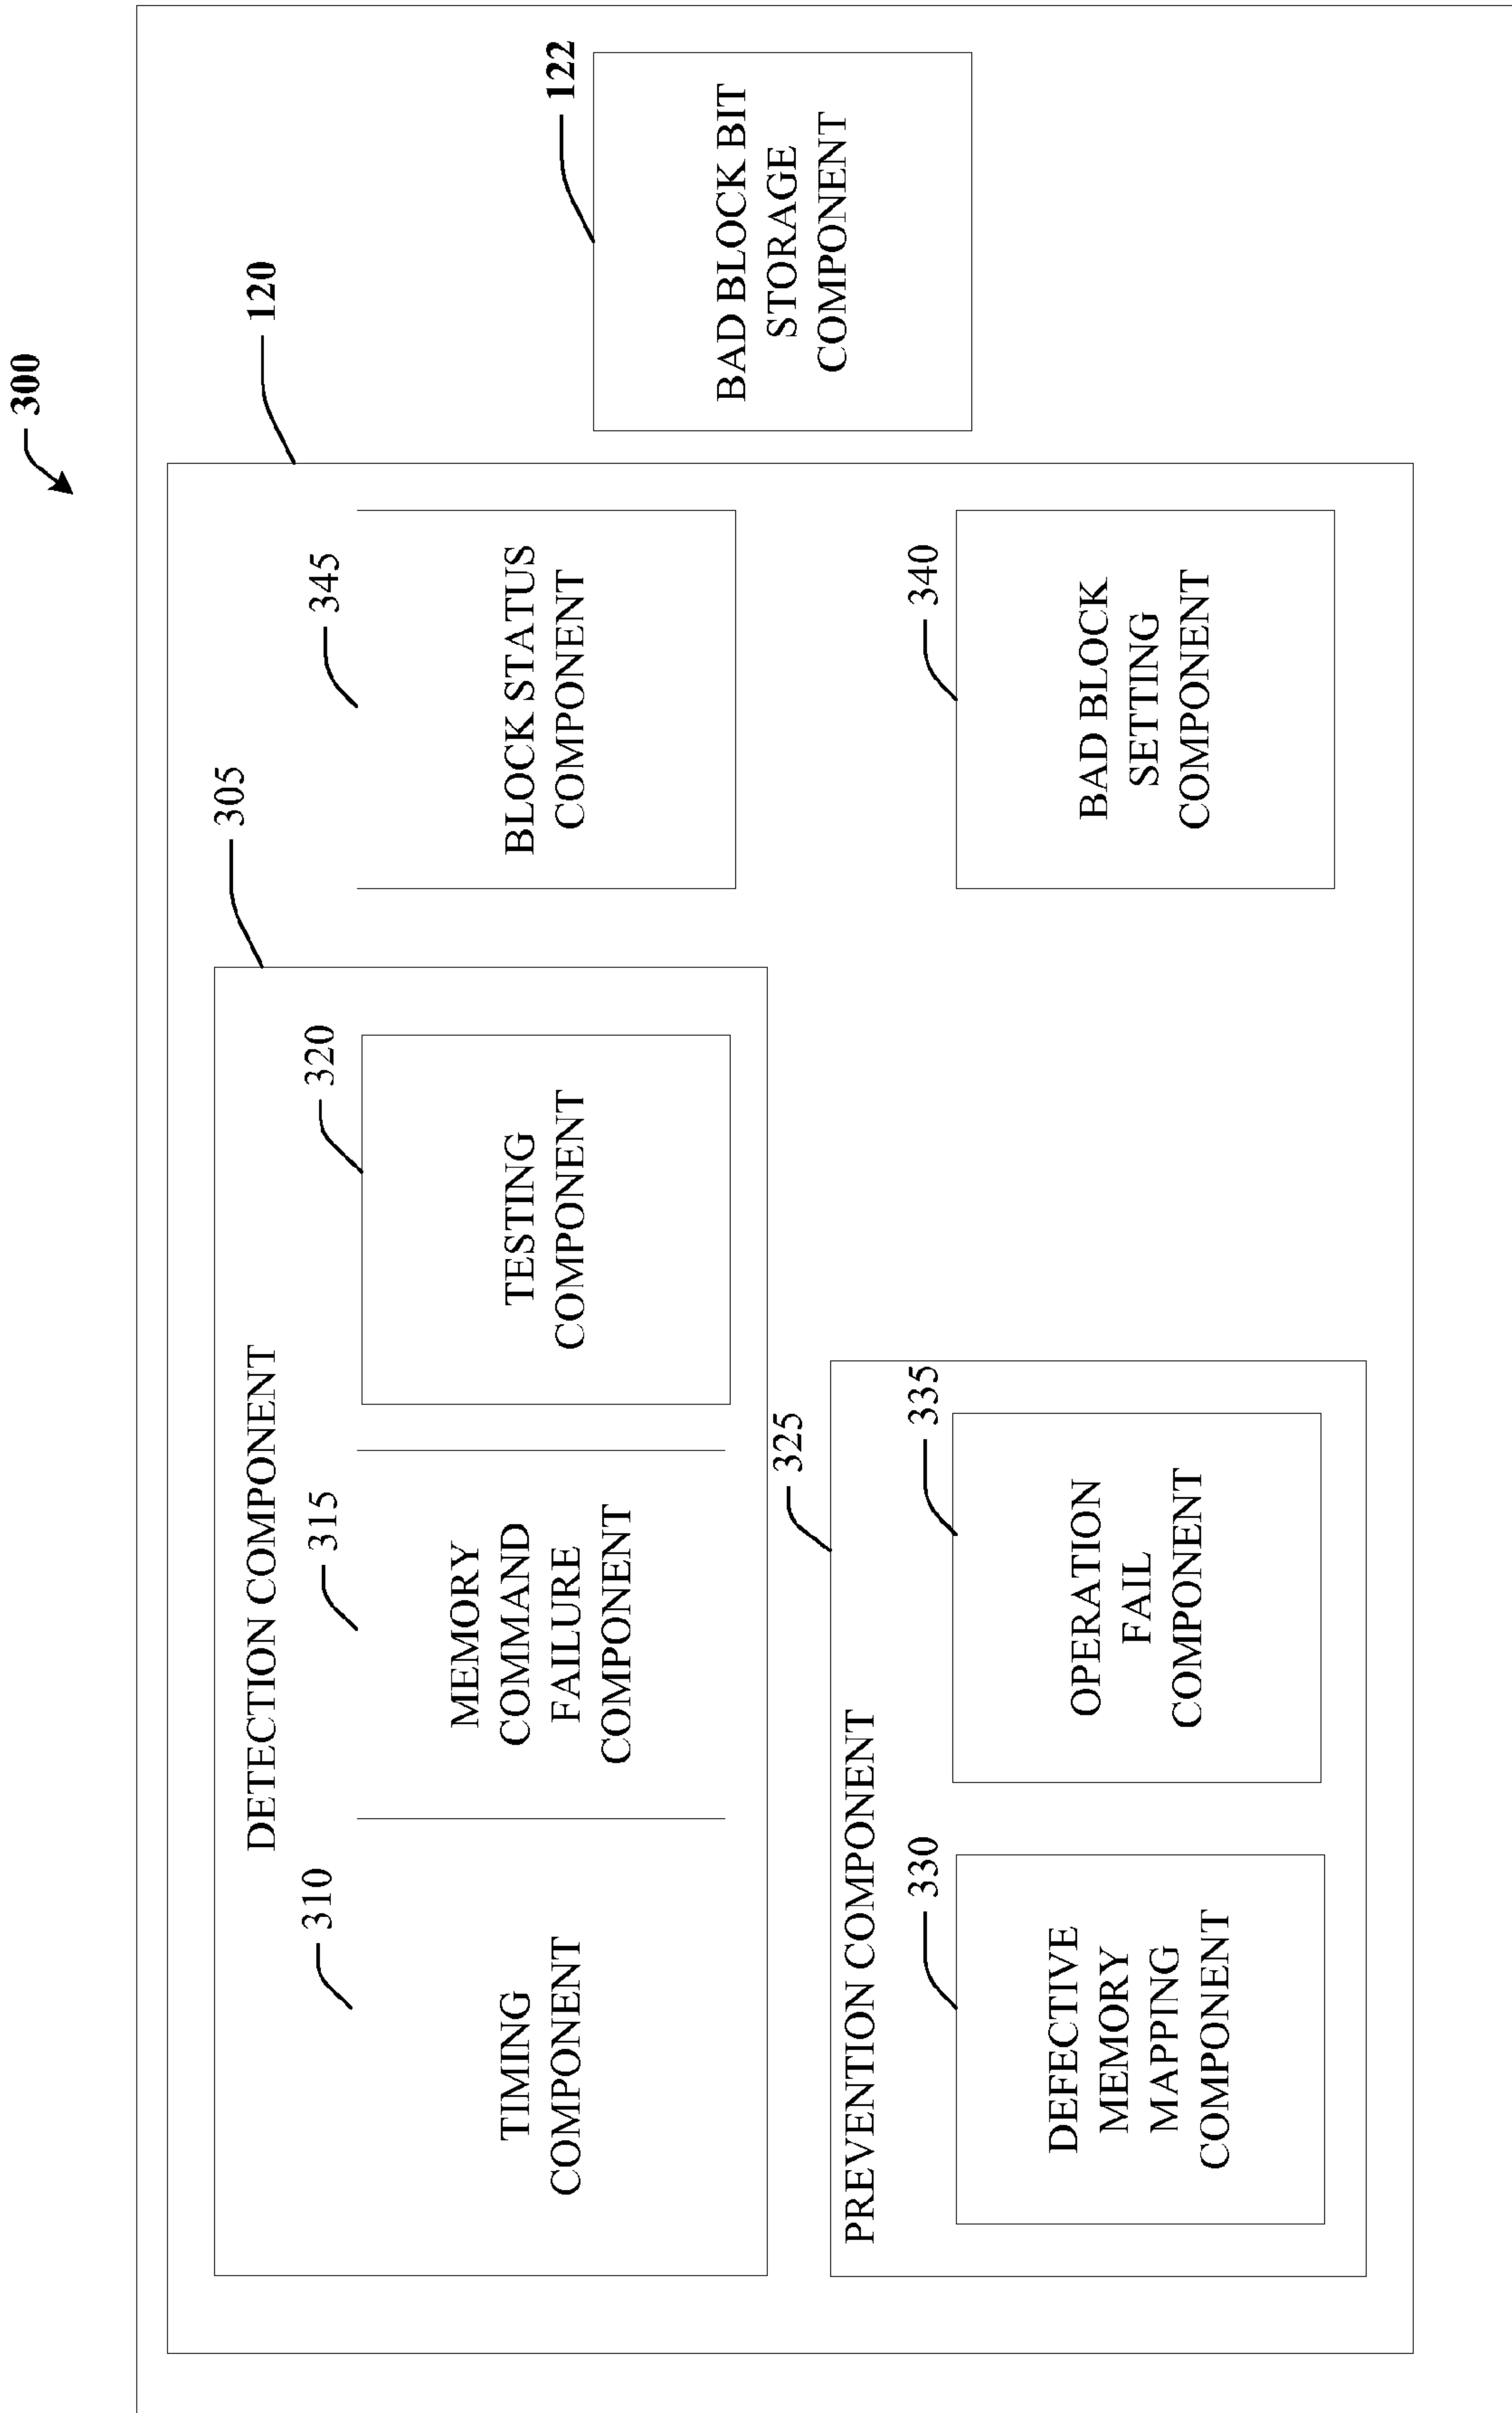 300
120
122
305
DETECTION COMPONENT
310
TIMING
COMPONENT
315
MEMORY
COMMAND
FAILURE
COMPONENT
320
TESTING
COMPONENT
345
BLOCK STATUS
COMPONENT
BAD BLOCK BIT
STORAGE
COMPONENT
325
PREVENTION COMPONENT
330
DEFECTIVE
MEMORY
MAPPING
COMPONENT
335
OPERATION
FAIL
COMPONENT
340
BAD BLOCK
SETTING
COMPONENT